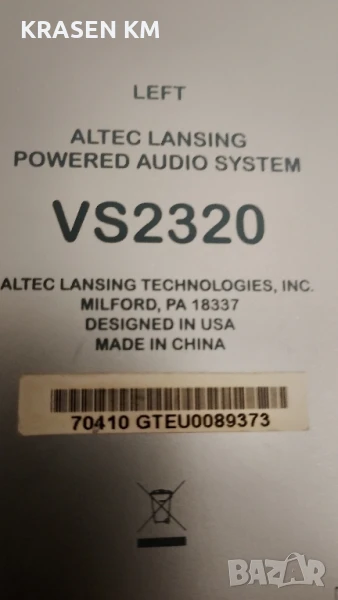 KRASEN KM
LEFT
ALTEC LANSING
POWERED AUDIO SYSTEM
VS2320
ALTEC LANSING TECHNOLOGIES, INC.
MILFORD, PA 18337
DESIGNED IN USA
MADE IN CHINA
70410 GTEU0089373
BAZAR